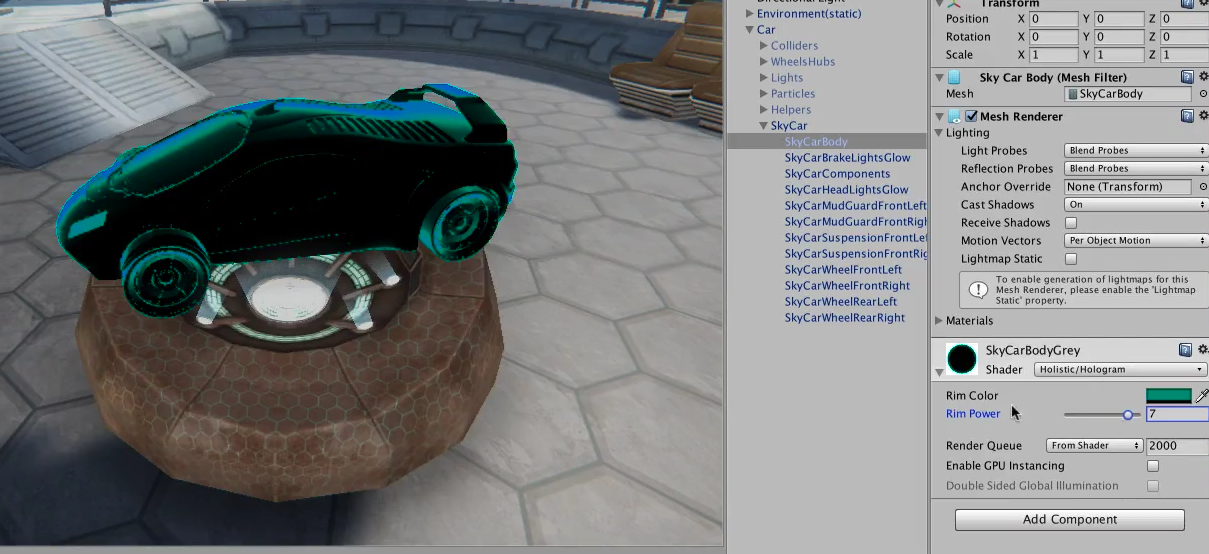 Directional Light
Environment(static)
Car
Colliders
WheelsHubs
Lights
Particles
Helpers
SkyCar
SkyCarBody
SkyCarBrakeLightsGlow
SkyCarComponents
SkyCarHeadLightsGlow
SkyCarMudGuardFrontLeft
SkyCarMudGuardFrontRigh
SkyCarSuspensionFrontLe
SkyCarSuspensionFrontRig
SkyCarWheelFrontLeft
SkyCarWheelFrontRight
SkyCarWheelRearLeft
SkyCarWheelRearRight
Transform
Position X 0 Y 0 Z 0
Rotation X 0 Y 0 Z 0
Scale X 1 Y 1 Z 1
Sky Car Body (Mesh Filter)
Mesh SkyCarBody
Mesh Renderer
Lighting
Light Probes Blend Probes
Reflection Probes Blend Probes
Anchor Override None (Transform)
Cast Shadows On
Receive Shadows
Motion Vectors Per Object Motion
Lightmap Static
To enable generation of lightmaps for this
Mesh Renderer, please enable the 'Lightmap
Static' property.
Materials
SkyCarBodyGrey
Shader Holistic/Hologram
Rim Color
Rim Power 7
Render Queue From Shader 2000
Enable GPU Instancing
Double Sided Global Illumination
Add Component